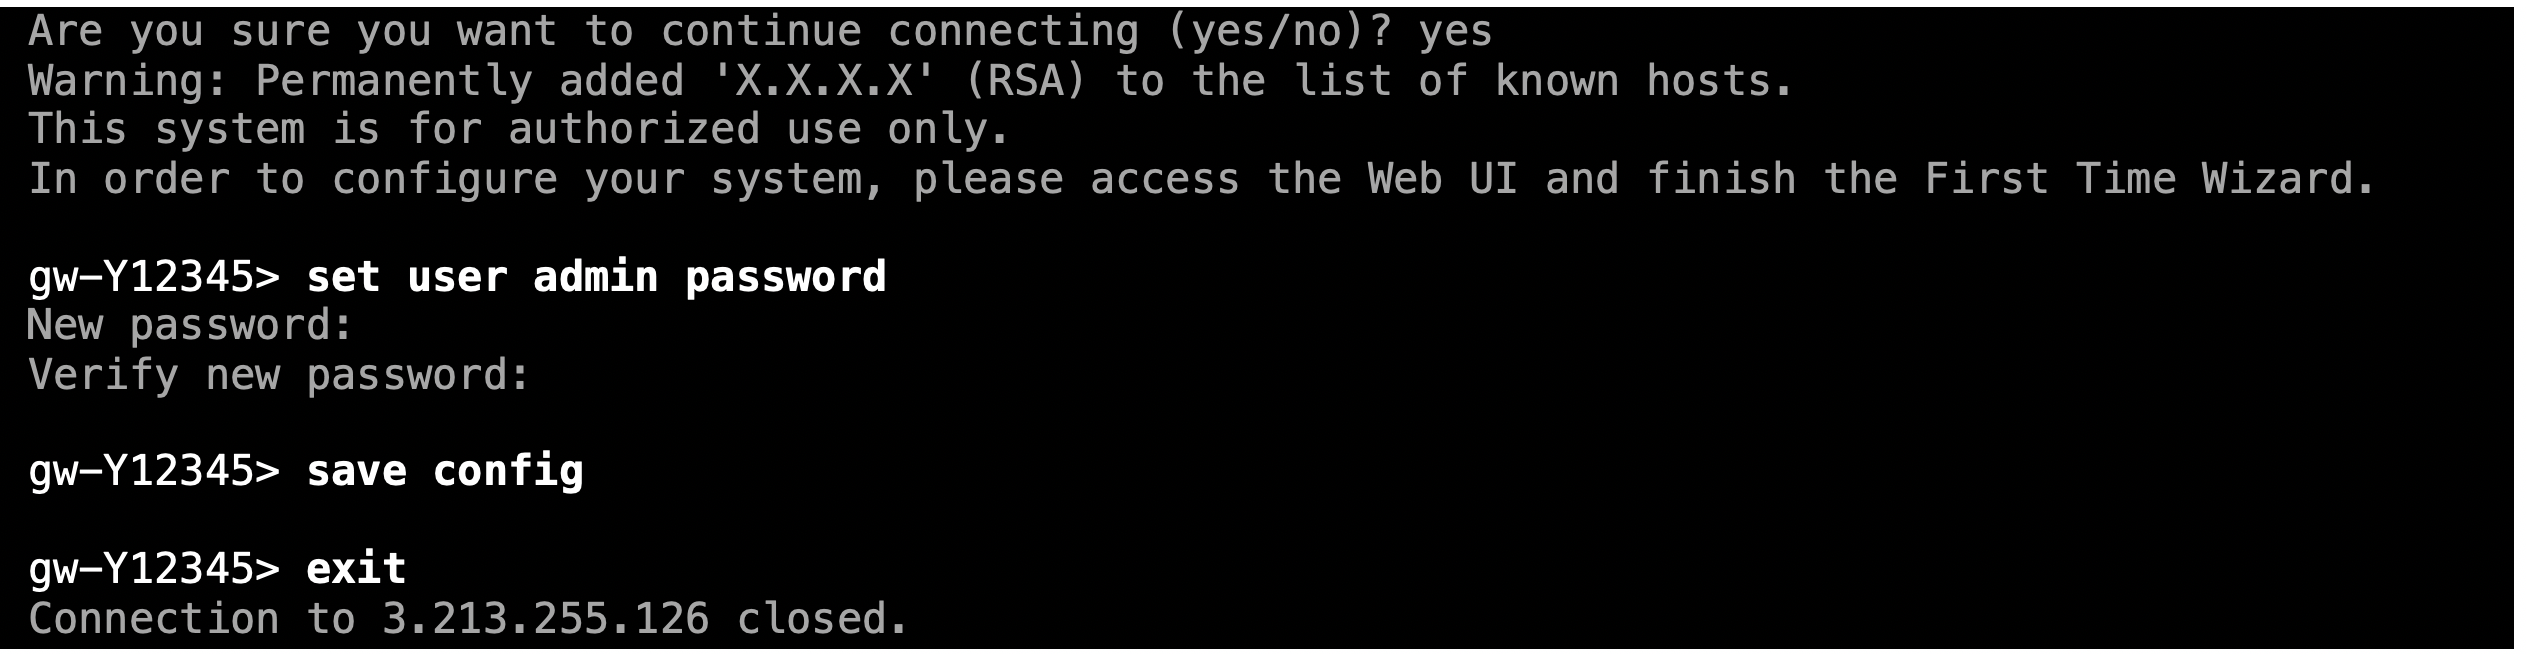 Are you sure you want to continue connecting (yes/no)? yes
Warning: Permanently added 'X.X.X.X' (RSA) to the list of known hosts.
This system is for authorized use only.
In order to configure your system, please access the Web UI and finish the First Time Wizard.
gw-Y12345> set user admin password
New password:
Verify new password:
gw-Y12345> save config
gw-Y12345> exit
Connection to 3.213.255.126 closed.